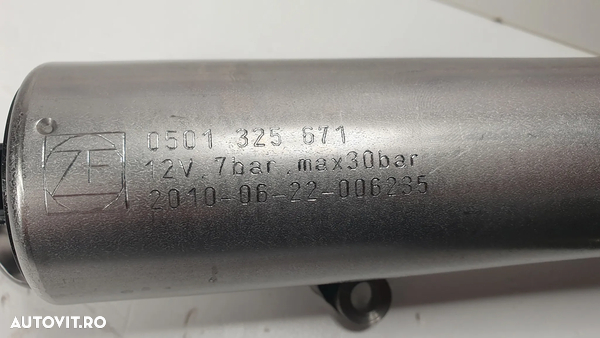 ZF
0501 325 671
12V.7bar.max30bar
2010-06-22-006235
AUTOVIT.RO